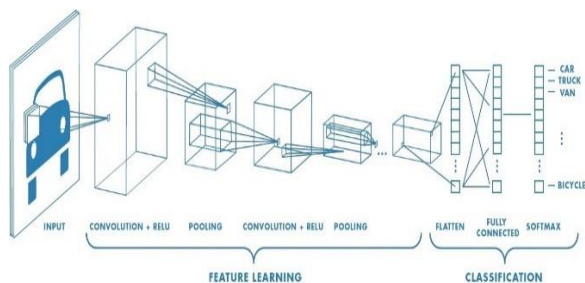 CAR
TRUCK
VAN
BICYCLE
INPUT
CONVOLUTION + RELU
POOLING
CONVOLUTION + RELU
POOLING
FLATTEN
FULLY
CONNECTED
SOFTMAX
FEATURE LEARNING
CLASSIFICATION